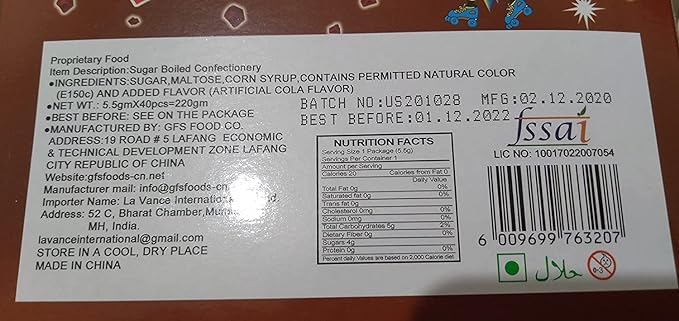 Proprietary Food
Item Description:Sugar Boiled Confectionery
•INGREDIENTS:SUGAR,MALTOSE,CORN SYRUP,CONTAINS PERMITTED NATURAL COLOR
(E150c) AND ADDED FLAVOR (ARTIFICIAL COLA FLAVOR)
•NET WT.: 5.5gmX40pcs=220gm
•BEST BEFORE: SEE ON THE PACKAGE
•MANUFACTURED BY: GFS FOOD CO.
ADDRESS:19 ROAD # 5 LAFANG ECONOMIC
& TECHNICAL DEVELOPMENT ZONE LAFANG
CITY REPUBLIC OF CHINA
Website:gfsfoods-cn.net
Manufacturer mail: info@gfsfoods-cn
Importer Name: La Vance International
Address: 52 C, Bharat Chamber,
MH, India.
lavanceinternational@gmail.com
STORE IN A COOL, DRY PLACE
MADE IN CHINA
BATCH NO:US201028 MFG:02.12.2020
BEST BEFORE:01.12.2022
fssai
LIC NO: 10017022007054
NUTRITION FACTS
Serving Size 1 Package (5.5g)
Servings Per Container 1
Amount per Serving
Calories 20 Calories from Fat 0
Daily Value
Total Fat 0g 0%
Saturated fat 0g 0%
Trans fat 0g
Cholesterol 0mg 0%
Sodium 0mg 0%
Total Carbohydrates 5g 2%
Dietary Fiber 0g 0%
Sugars 4g
Protein 0g 0%
Percent daily Values are based on 2,000 Calorie diet
6 009699 763207
حلال
0-3